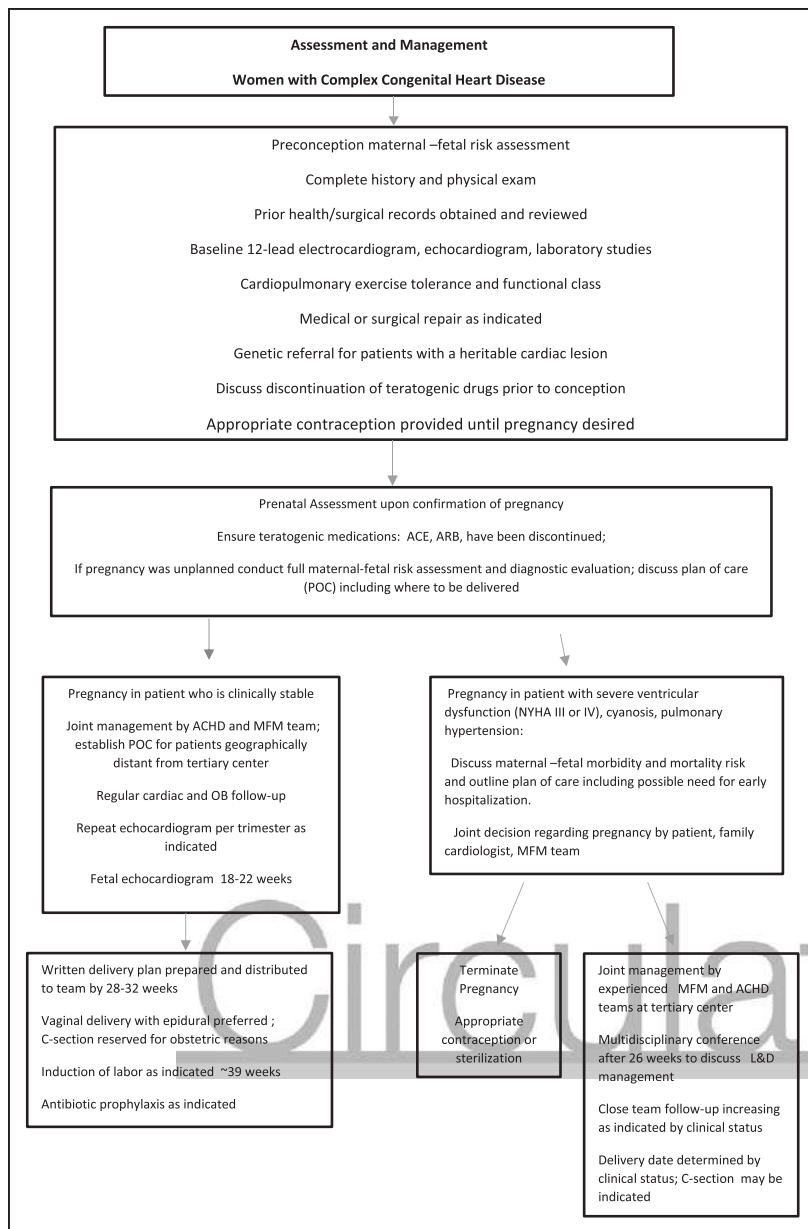 Assessment and Management
Women with Complex Congenital Heart Disease
Preconception maternal –fetal risk assessment
Complete history and physical exam
Prior health/surgical records obtained and reviewed
Baseline 12-lead electrocardiogram, echocardiogram, laboratory studies
Cardiopulmonary exercise tolerance and functional class
Medical or surgical repair as indicated
Genetic referral for patients with a heritable cardiac lesion
Discuss discontinuation of teratogenic drugs prior to conception
Appropriate contraception provided until pregnancy desired
Prenatal Assessment upon confirmation of pregnancy
Ensure teratogenic medications: ACE, ARB, have been discontinued;
If pregnancy was unplanned conduct full maternal-fetal risk assessment and diagnostic evaluation; discuss plan of care
(POC) including where to be delivered
Pregnancy in patient who is clinically stable
Joint management by ACHD and MFM team;
establish POC for patients geographically
distant from tertiary center
Regular cardiac and OB follow-up
Repeat echocardiogram per trimester as
indicated
Fetal echocardiogram 18-22 weeks
Pregnancy in patient with severe ventricular
dysfunction (NYHA III or IV), cyanosis, pulmonary
hypertension:
Discuss maternal –fetal morbidity and mortality risk
and outline plan of care including possible need for early
hospitalization.
Joint decision regarding pregnancy by patient, family
cardiologist, MFM team
Written delivery plan prepared and distributed
to team by 28-32 weeks
Vaginal delivery with epidural preferred ;
C-section reserved for obstetric reasons
Induction of labor as indicated ~39 weeks
Antibiotic prophylaxis as indicated
Terminate
Pregnancy
Appropriate
contraception or
sterilization
Joint management by
experienced MFM and ACHD
teams at tertiary center
Multidisciplinary conference
after 26 weeks to discuss L&D
management
Close team follow-up increasing
as indicated by clinical status
Delivery date determined by
clinical status; C-section may be
indicated
Circulat